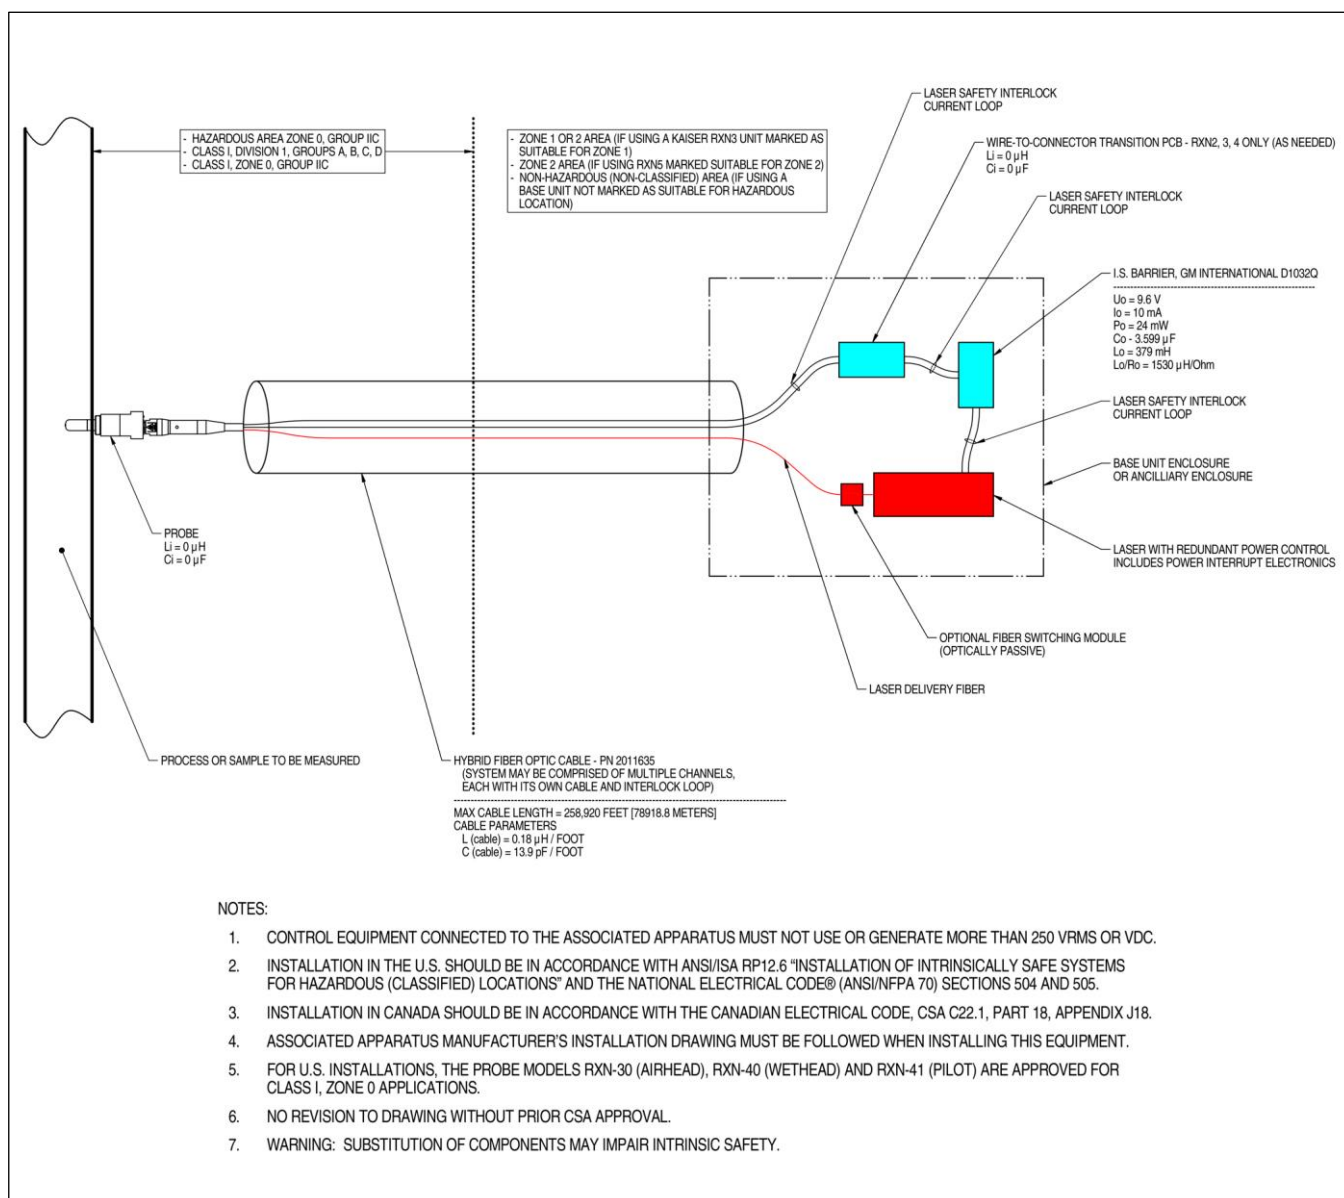 LASER SAFETY INTERLOCK
CURRENT LOOP
- HAZARDOUS AREA ZONE 0, GROUP IIC
- CLASS I, DIVISION 1, GROUPS A, B, C, D
- CLASS I, ZONE 0, GROUP IIC
- ZONE 1 OR 2 AREA (IF USING A KAISER RXN3 UNIT MARKED AS
SUITABLE FOR ZONE 1)
- ZONE 2 AREA (IF USING RXN5 MARKED SUITABLE FOR ZONE 2)
- NON-HAZARDOUS (NON-CLASSIFIED) AREA (IF USING A
BASE UNIT NOT MARKED AS SUITABLE FOR HAZARDOUS
LOCATION)
WIRE-TO-CONNECTOR TRANSITION PCB - RXN2, 3, 4 ONLY (AS NEEDED)
Li = 0 µH
Ci = 0 µF
LASER SAFETY INTERLOCK
CURRENT LOOP
I.S. BARRIER, GM INTERNATIONAL D1032Q
Uo = 9.6 V
Io = 10 mA
Po = 24 mW
Co - 3.599 µF
Lo = 379 mH
Lo/Ro = 1530 µH/Ohm
LASER SAFETY INTERLOCK
CURRENT LOOP
BASE UNIT ENCLOSURE
OR ANCILLIARY ENCLOSURE
PROBE
Li = 0 µH
Ci = 0 µF
LASER WITH REDUNDANT POWER CONTROL
INCLUDES POWER INTERRUPT ELECTRONICS
OPTIONAL FIBER SWITCHING MODULE
(OPTICALLY PASSIVE)
LASER DELIVERY FIBER
PROCESS OR SAMPLE TO BE MEASURED
HYBRID FIBER OPTIC CABLE - PN 2011635
(SYSTEM MAY BE COMPRISED OF MULTIPLE CHANNELS,
EACH WITH ITS OWN CABLE AND INTERLOCK LOOP)
MAX CABLE LENGTH = 258,920 FEET [78918.8 METERS]
CABLE PARAMETERS
L (cable) = 0.18 µH / FOOT
C (cable) = 13.9 pF / FOOT
NOTES:
1. CONTROL EQUIPMENT CONNECTED TO THE ASSOCIATED APPARATUS MUST NOT USE OR GENERATE MORE THAN 250 VRMS OR VDC.
2. INSTALLATION IN THE U.S. SHOULD BE IN ACCORDANCE WITH ANSI/ISA RP12.6 “INSTALLATION OF INTRINSICALLY SAFE SYSTEMS
FOR HAZARDOUS (CLASSIFIED) LOCATIONS” AND THE NATIONAL ELECTRICAL CODE® (ANSI/NFPA 70) SECTIONS 504 AND 505.
3. INSTALLATION IN CANADA SHOULD BE IN ACCORDANCE WITH THE CANADIAN ELECTRICAL CODE, CSA C22.1, PART 18, APPENDIX J18.
4. ASSOCIATED APPARATUS MANUFACTURER'S INSTALLATION DRAWING MUST BE FOLLOWED WHEN INSTALLING THIS EQUIPMENT.
5. FOR U.S. INSTALLATIONS, THE PROBE MODELS RXN-30 (AIRHEAD), RXN-40 (WETHEAD) AND RXN-41 (PILOT) ARE APPROVED FOR
CLASS I, ZONE 0 APPLICATIONS.
6. NO REVISION TO DRAWING WITHOUT PRIOR CSA APPROVAL.
7. WARNING: SUBSTITUTION OF COMPONENTS MAY IMPAIR INTRINSIC SAFETY.